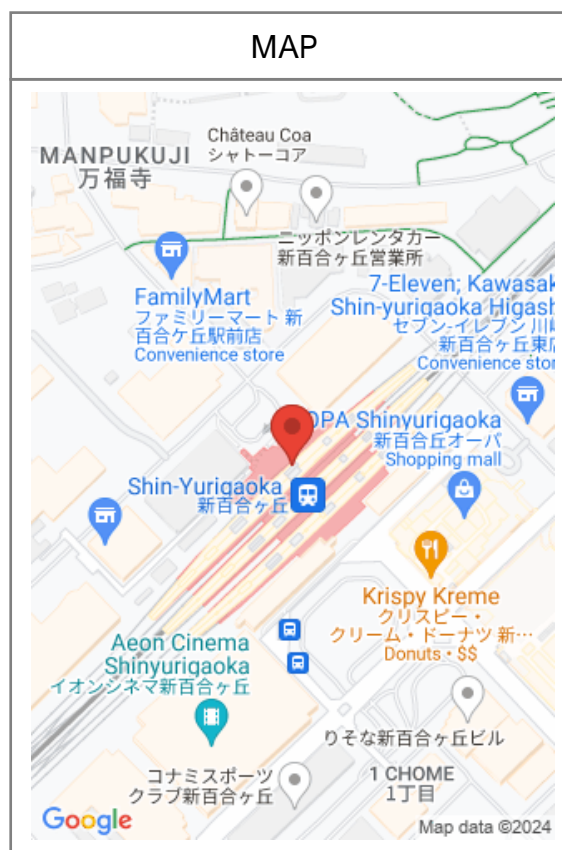 MAP
Château Coa
シャトーコア
MANPUKUJI
万福寺
ニッポンレンタカー
新百合ヶ丘営業所
FamilyMart
ファミリーマート 新
百合ケ丘駅前店
Convenience store
7-Eleven; Kawasak
Shin-yurigaoka Higash
セブン-イレブン 川崎
新百合ヶ丘東店
Convenience stor
OPA Shinyurigaoka
新百合丘オーパ
Shopping mall
Shin-Yurigaoka
新百合ヶ丘
Krispy Kreme
クリスピー・
クリーム・ドーナツ 新…
Donuts・$$
Aeon Cinema
Shinyurigaoka
イオンシネマ新百合ヶ丘
りそな新百合ヶ丘ビル
コナミスポーツ
クラブ新百合ヶ丘
1 CHOME
1丁目
Google
Map data ©2024